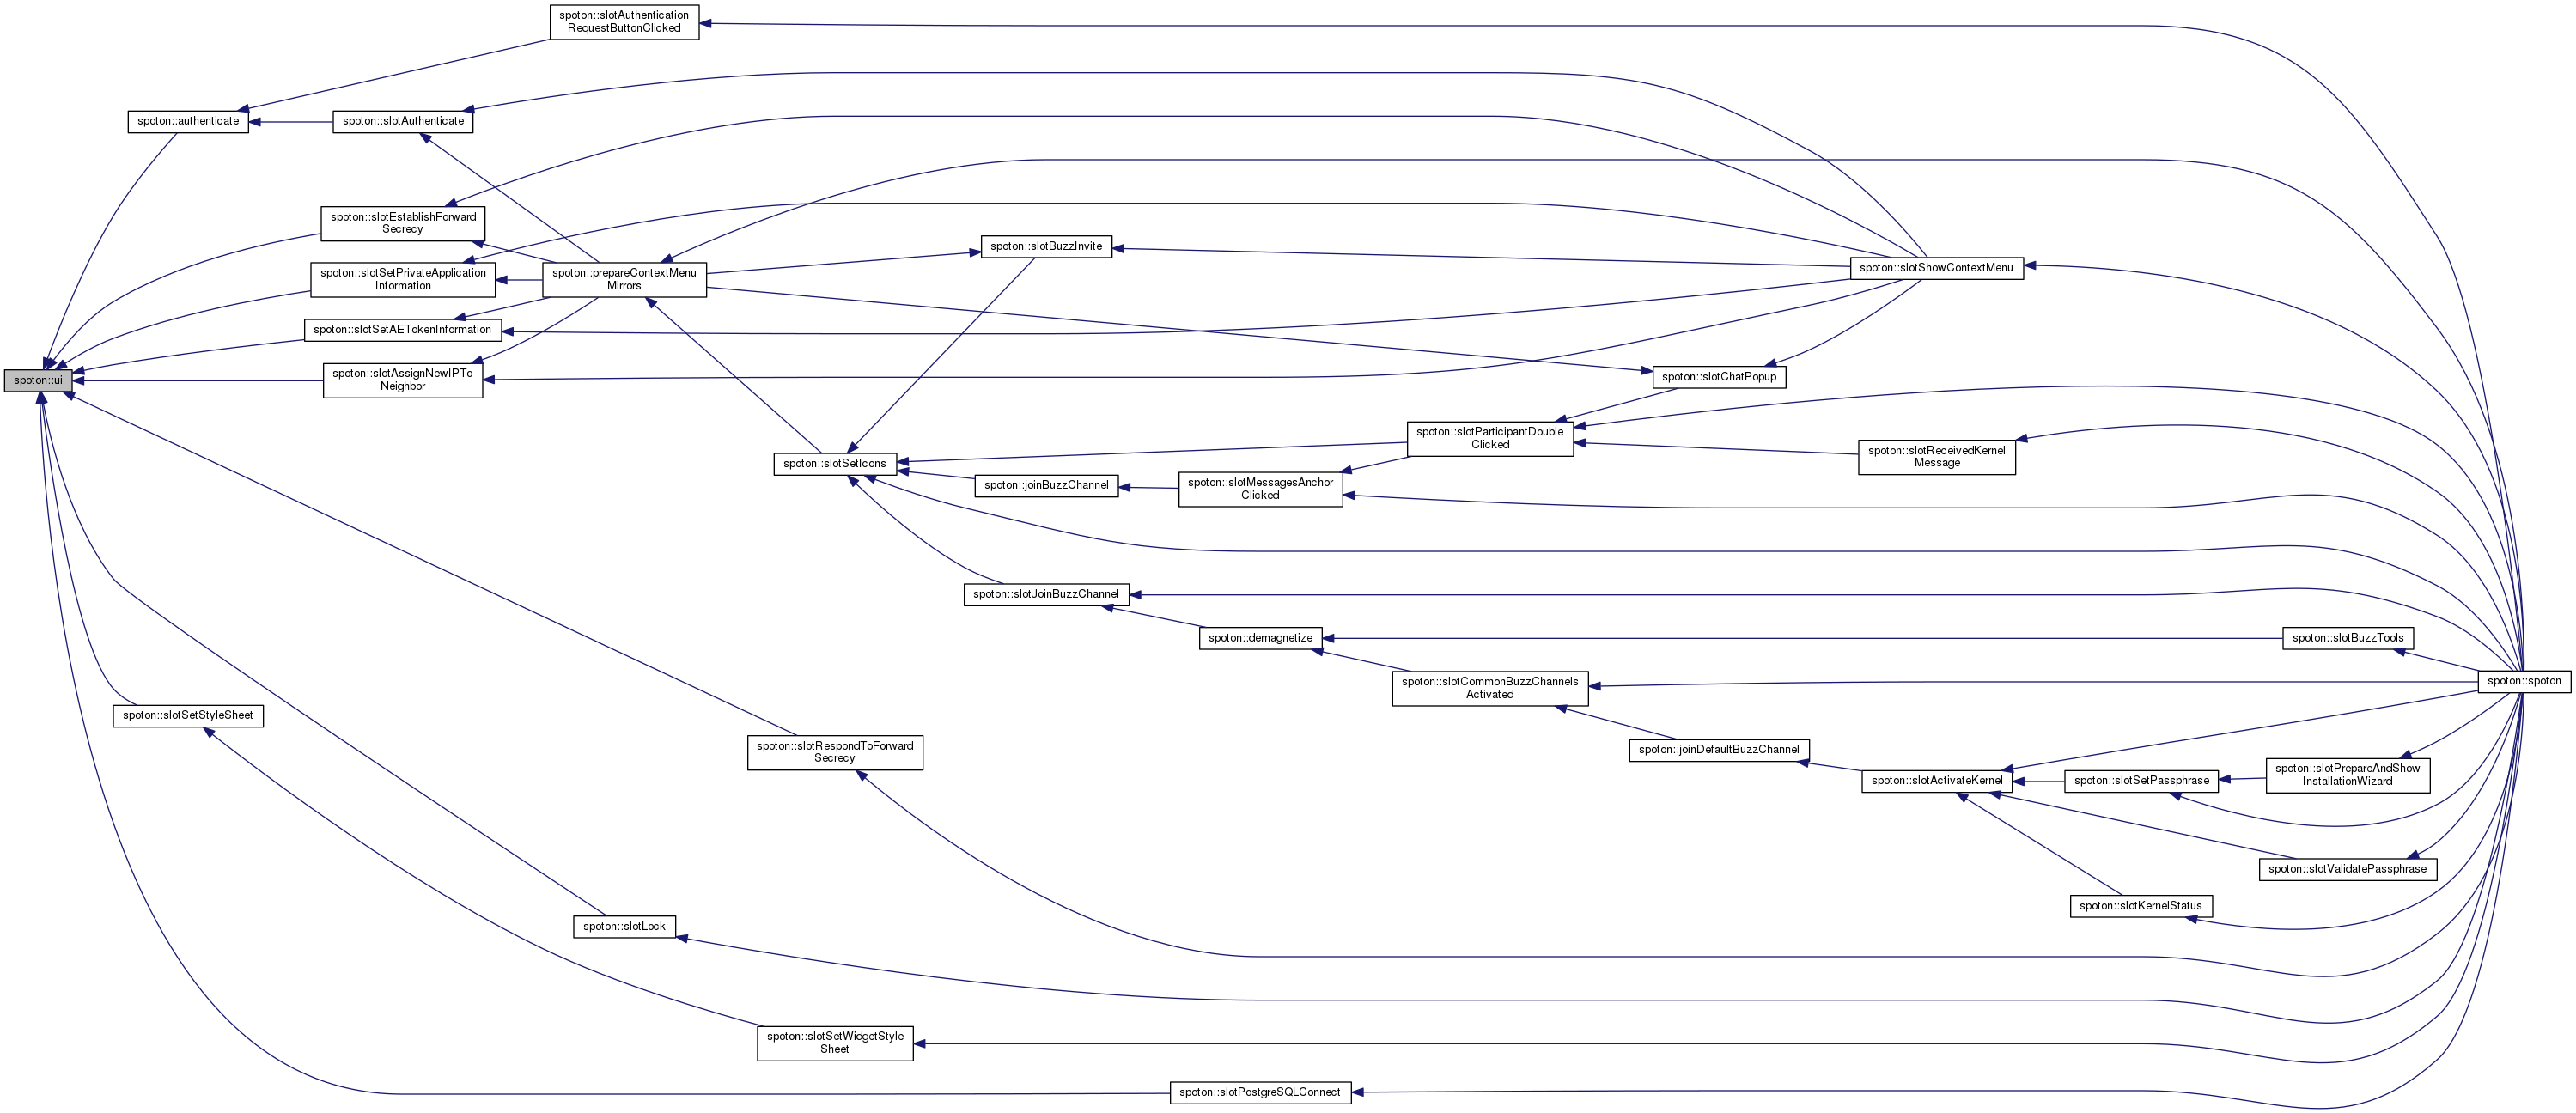 spoton::slotAuthentication
RequestButtonClicked
spoton::authenticate
spoton::slotAuthenticate
spoton::slotEstablishForward
Secrecy
spoton::slotBuzzInvite
spoton::slotSetPrivateApplication
Information
spoton::prepareContextMenu
Mirrors
spoton::slotShowContextMenu
spoton::slotSetAETokenInformation
spoton::ui
spoton::slotAssignNewIPTo
Neighbor
spoton::slotChatPopup
spoton::slotParticipantDouble
Clicked
spoton::slotReceivedKernel
Message
spoton::slotSetIcons
spoton::joinBuzzChannel
spoton::slotMessagesAnchor
Clicked
spoton::slotJoinBuzzChannel
spoton::demagnetize
spoton::slotBuzzTools
spoton::slotCommonBuzzChannels
Activated
spoton::spoton
spoton::slotSetStyleSheet
spoton::slotRespondToForward
Secrecy
spoton::joinDefaultBuzzChannel
spoton::slotActivateKernel
spoton::slotSetPassphrase
spoton::slotPrepareAndShow
InstallationWizard
spoton::slotValidatePassphrase
spoton::slotKernelStatus
spoton::slotLock
spoton::slotSetWidgetStyle
Sheet
spoton::slotPostgreSQLConnect